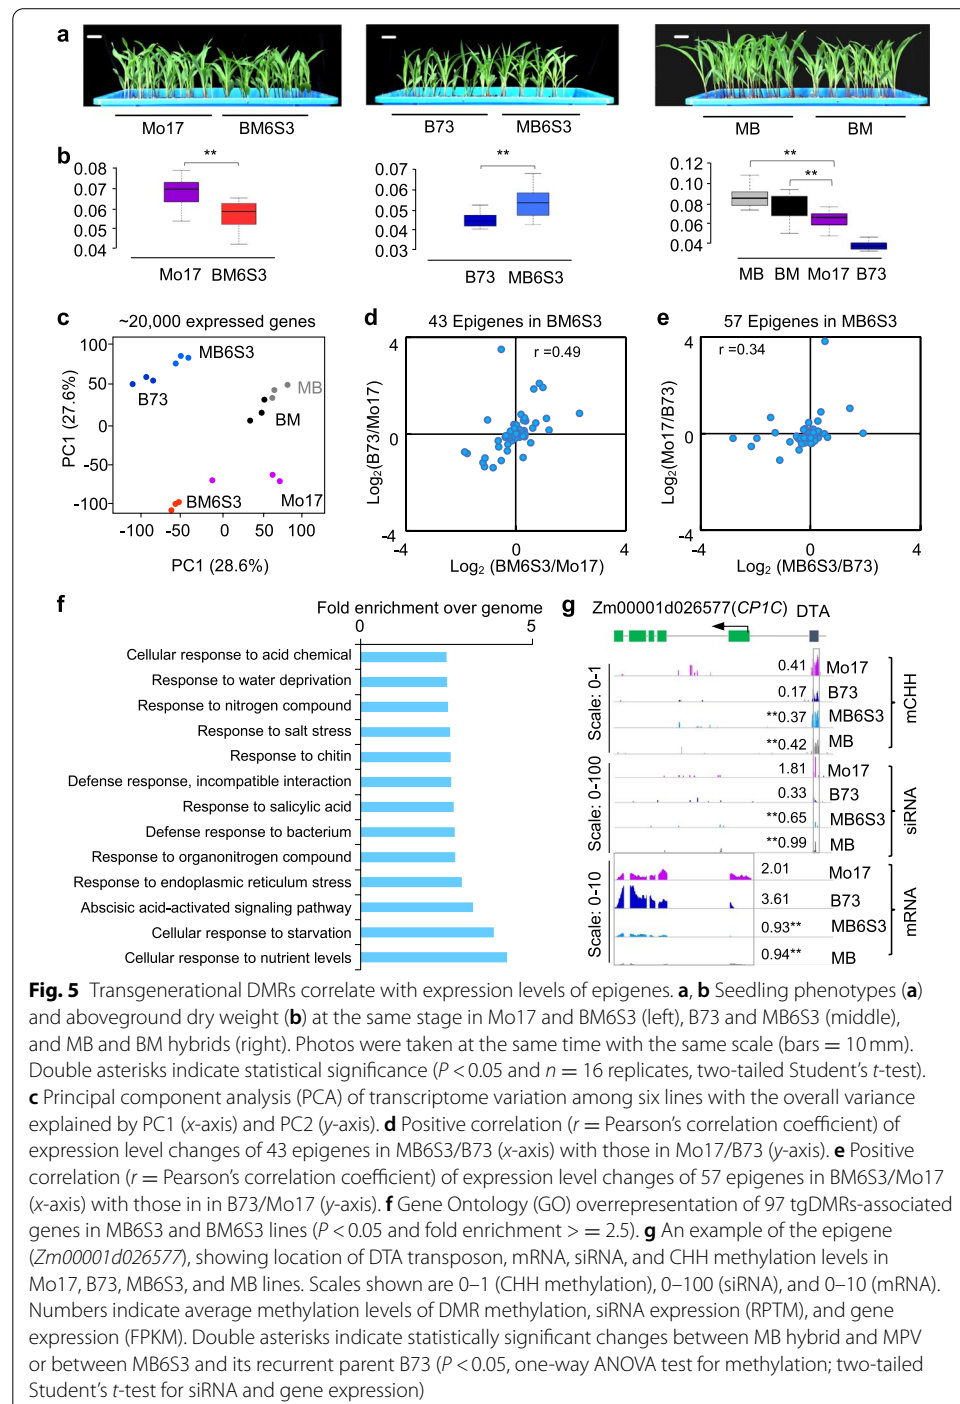 a
Mo17 BM6S3
B73 MB6S3
MB BM
b
0.08
0.07
0.06
0.05
0.04
**
Mo17 BM6S3
0.07
0.06
0.05
0.04
0.03
**
B73 MB6S3
0.12
0.10
0.08
0.06
0.04
**
**
MB BM Mo17 B73
c
~20,000 expressed genes
PC1 (27.6%)
100
50
0
-50
-100
MB6S3
B73
MB
BM
BM6S3
Mo17
-100 -50 0 50 100
PC1 (28.6%)
d
43 Epigenes in BM6S3
Log2(B73/Mo17)
4
r =0.49
0
-4
-4 0 4
Log2 (BM6S3/Mo17)
e
57 Epigenes in MB6S3
Log2(Mo17/B73)
4
r =0.34
0
-4
-4 0 4
Log2 (MB6S3/B73)
f
Fold enrichment over genome
0 5
Cellular response to acid chemical
Response to water deprivation
Response to nitrogen compound
Response to salt stress
Response to chitin
Defense response, incompatible interaction
Response to salicylic acid
Defense response to bacterium
Response to organonitrogen compound
Response to endoplasmic reticulum stress
Abscisic acid-activated signaling pathway
Cellular response to starvation
Cellular response to nutrient levels
g
Zm00001d026577(CP1C) DTA
Scale: 0-1
0.41 Mo17
0.17 B73
**0.37 MB6S3
**0.42 MB
mCHH
Scale: 0-100
1.81 Mo17
0.33 B73
**0.65 MB6S3
**0.99 MB
siRNA
Scale: 0-10
2.01 Mo17
3.61 B73
0.93** MB6S3
0.94** MB
mRNA
Fig. 5 Transgenerational DMRs correlate with expression levels of epigenes. a, b Seedling phenotypes (a)
and aboveground dry weight (b) at the same stage in Mo17 and BM6S3 (left), B73 and MB6S3 (middle),
and MB and BM hybrids (right). Photos were taken at the same time with the same scale (bars = 10 mm).
Double asterisks indicate statistical significance (P < 0.05 and n = 16 replicates, two-tailed Student's t-test).
c Principal component analysis (PCA) of transcriptome variation among six lines with the overall variance
explained by PC1 (x-axis) and PC2 (y-axis). d Positive correlation (r = Pearson's correlation coefficient) of
expression level changes of 43 epigenes in MB6S3/B73 (x-axis) with those in Mo17/B73 (y-axis). e Positive
correlation (r = Pearson's correlation coefficient) of expression level changes of 57 epigenes in BM6S3/Mo17
(x-axis) with those in in B73/Mo17 (y-axis). f Gene Ontology (GO) overrepresentation of 97 tgDMRs-associated
genes in MB6S3 and BM6S3 lines (P < 0.05 and fold enrichment > = 2.5). g An example of the epigene
(Zm00001d026577), showing location of DTA transposon, mRNA, siRNA, and CHH methylation levels in
Mo17, B73, MB6S3, and MB lines. Scales shown are 0–1 (CHH methylation), 0–100 (siRNA), and 0–10 (mRNA).
Numbers indicate average methylation levels of DMR methylation, siRNA expression (RPTM), and gene
expression (FPKM). Double asterisks indicate statistically significant changes between MB hybrid and MPV
or between MB6S3 and its recurrent parent B73 (P < 0.05, one-way ANOVA test for methylation; two-tailed
Student's t-test for siRNA and gene expression)